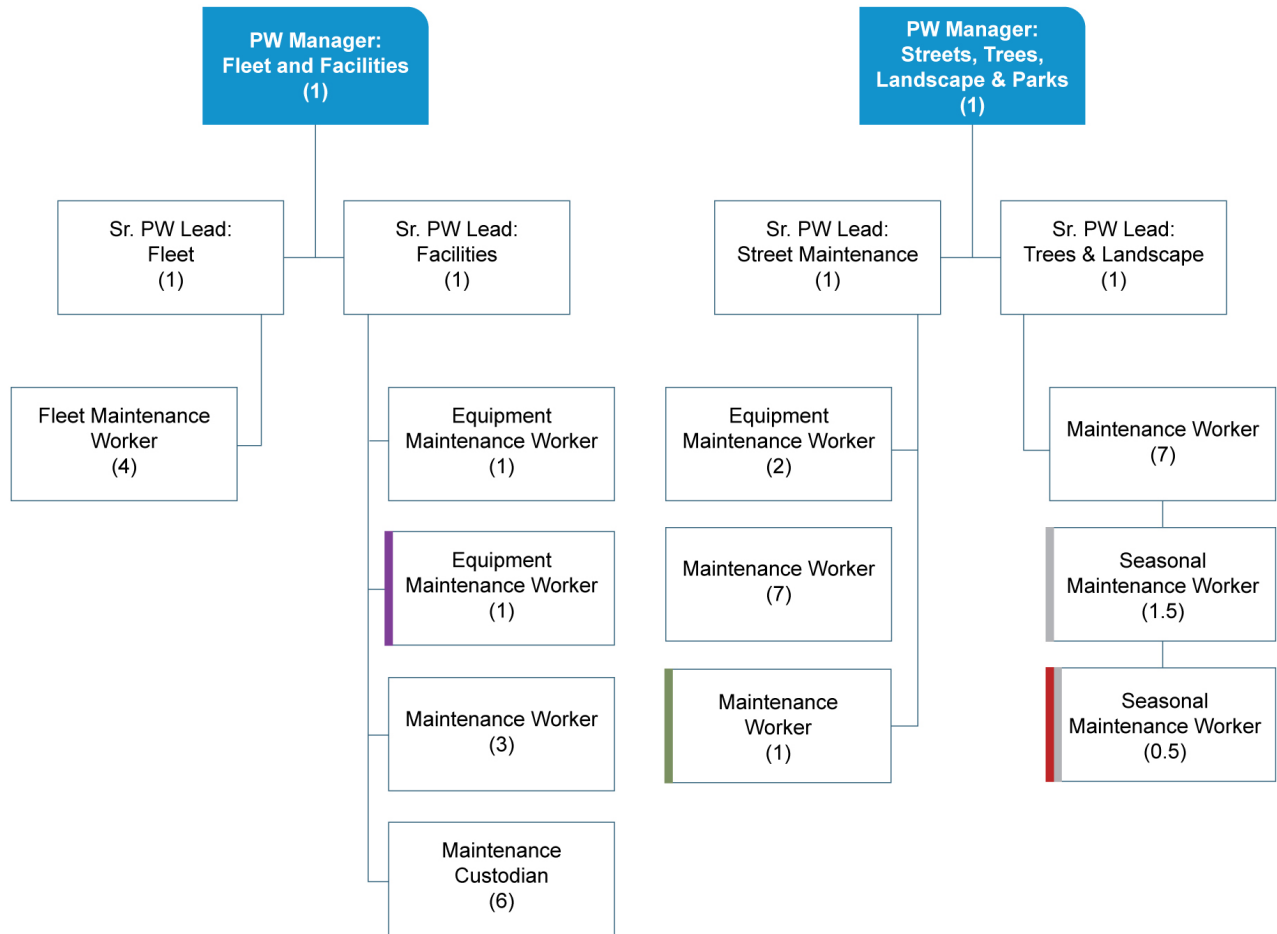 PW Manager:
Fleet and Facilities
(1)
PW Manager:
Streets, Trees,
Landscape & Parks
(1)
Sr. PW Lead:
Fleet
(1)
Sr. PW Lead:
Facilities
(1)
Sr. PW Lead:
Street Maintenance
(1)
Sr. PW Lead:
Trees & Landscape
(1)
Fleet Maintenance
Worker
(4)
Equipment
Maintenance Worker
(1)
Equipment
Maintenance Worker
(2)
Maintenance Worker
(7)
Equipment
Maintenance Worker
(1)
Maintenance Worker
(7)
Seasonal
Maintenance Worker
(1.5)
Maintenance Worker
(3)
Maintenance
Worker
(1)
Seasonal
Maintenance Worker
(0.5)
Maintenance
Custodian
(6)